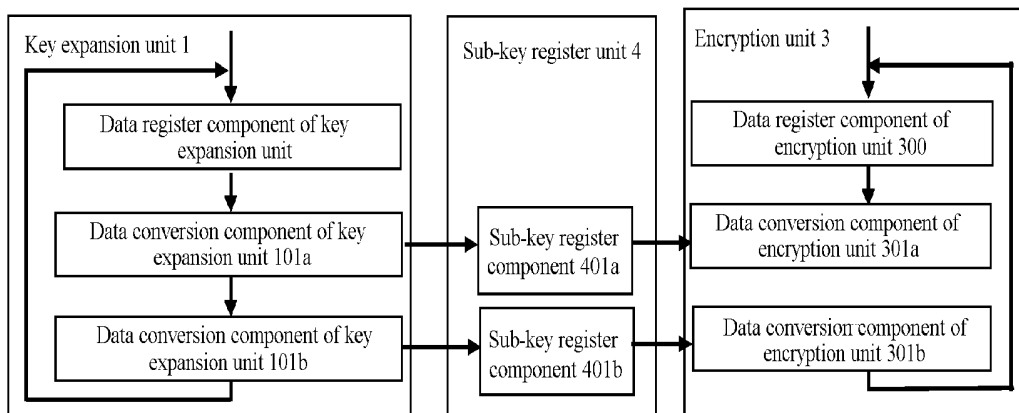 Key expansion unit 1
Data register component of key
expansion unit
Data conversion component of key
expansion unit 101a
Data conversion component of key
expansion unit 101b
Sub-key register unit 4
Sub-key register
component 401a
Sub-key register
component 401b
Encryption unit 3
Data register component of
encryption unit 300
Data conversion component of
encryption unit 301a
Data conversion component of
encryption unit 301b